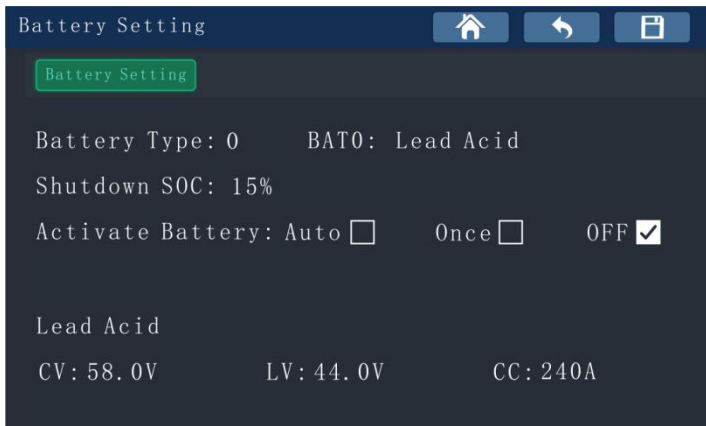 Battery Setting
Battery Setting
Battery Type: 0 BAT0: Lead Acid
Shutdown SOC: 15%
Activate Battery: Auto Once OFF
Lead Acid
CV:58.0V LV:44.0V CC:240A